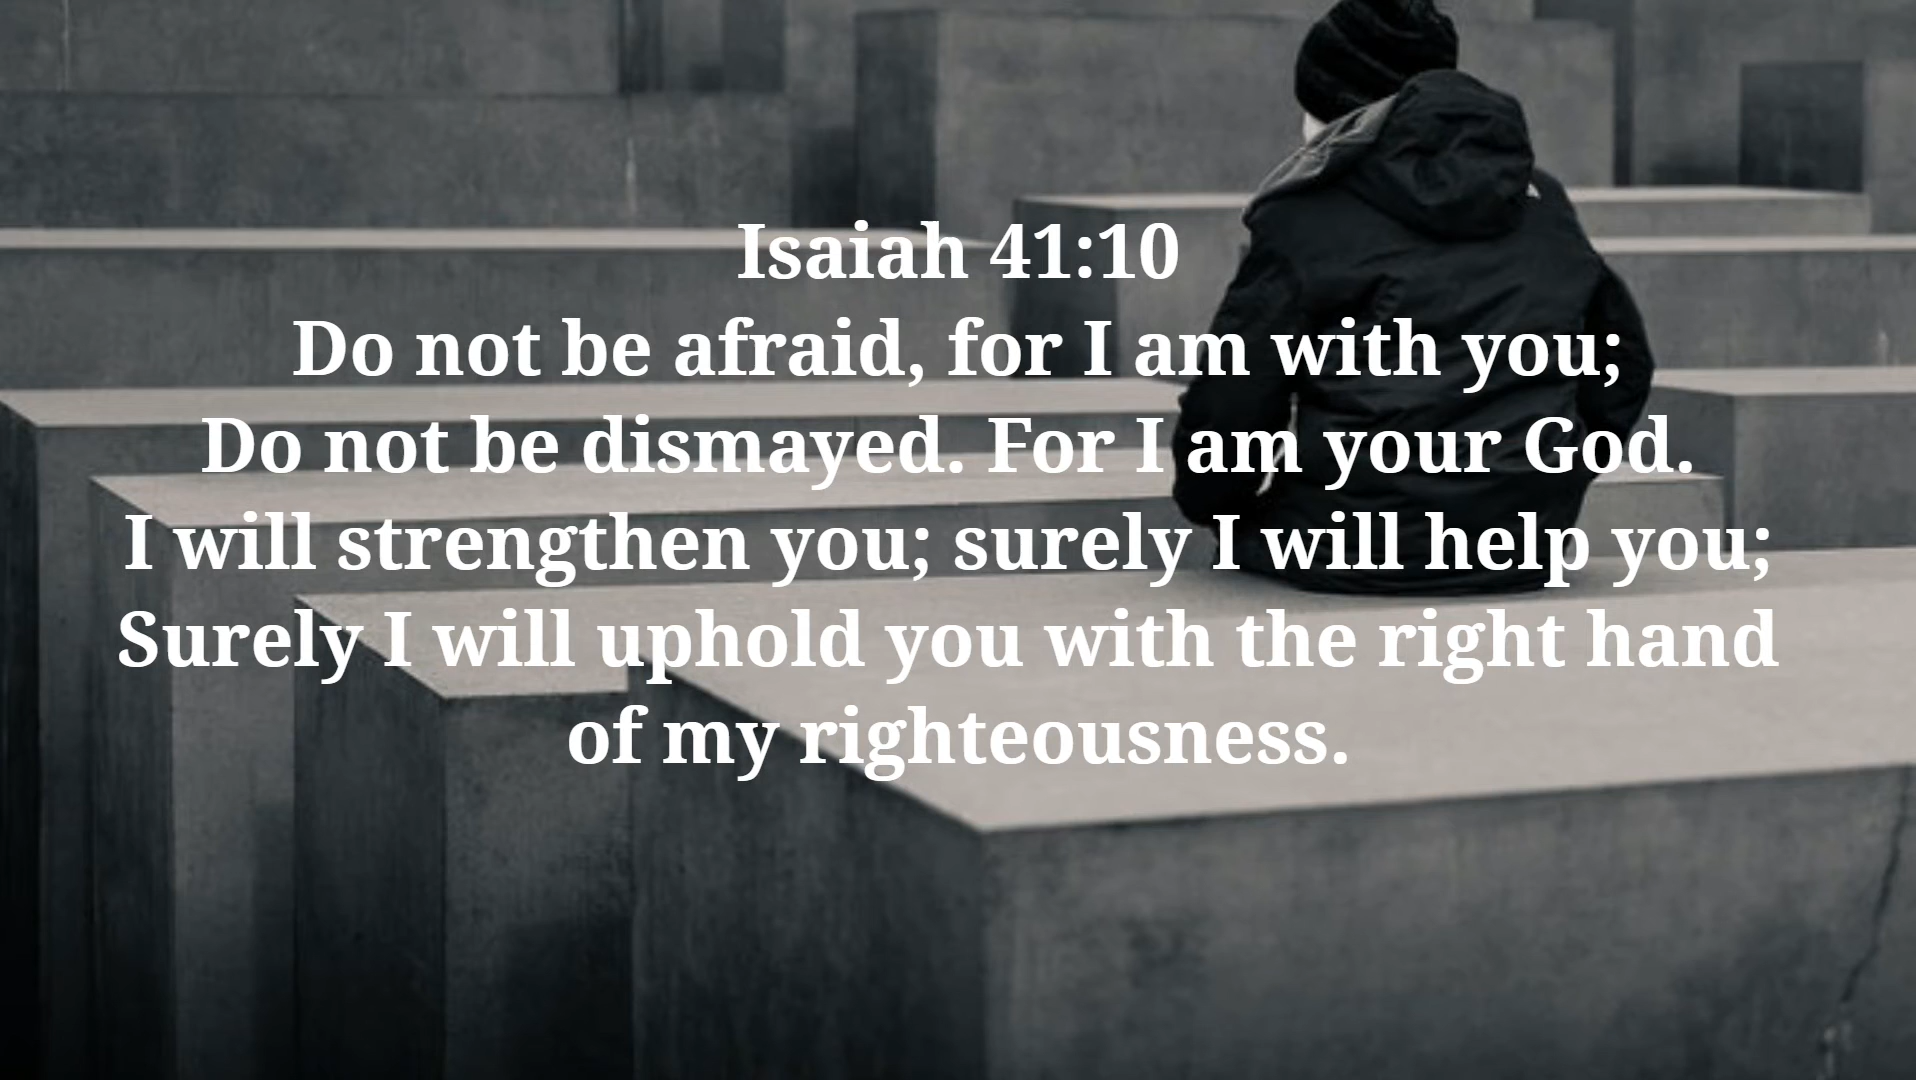 Isaiah 41:10
Do not be afraid, for I am with you;
Do not be dismayed. For I am your God.
I will strengthen you; surely I will help you;
Surely I will uphold you with the right hand
of my righteousness.